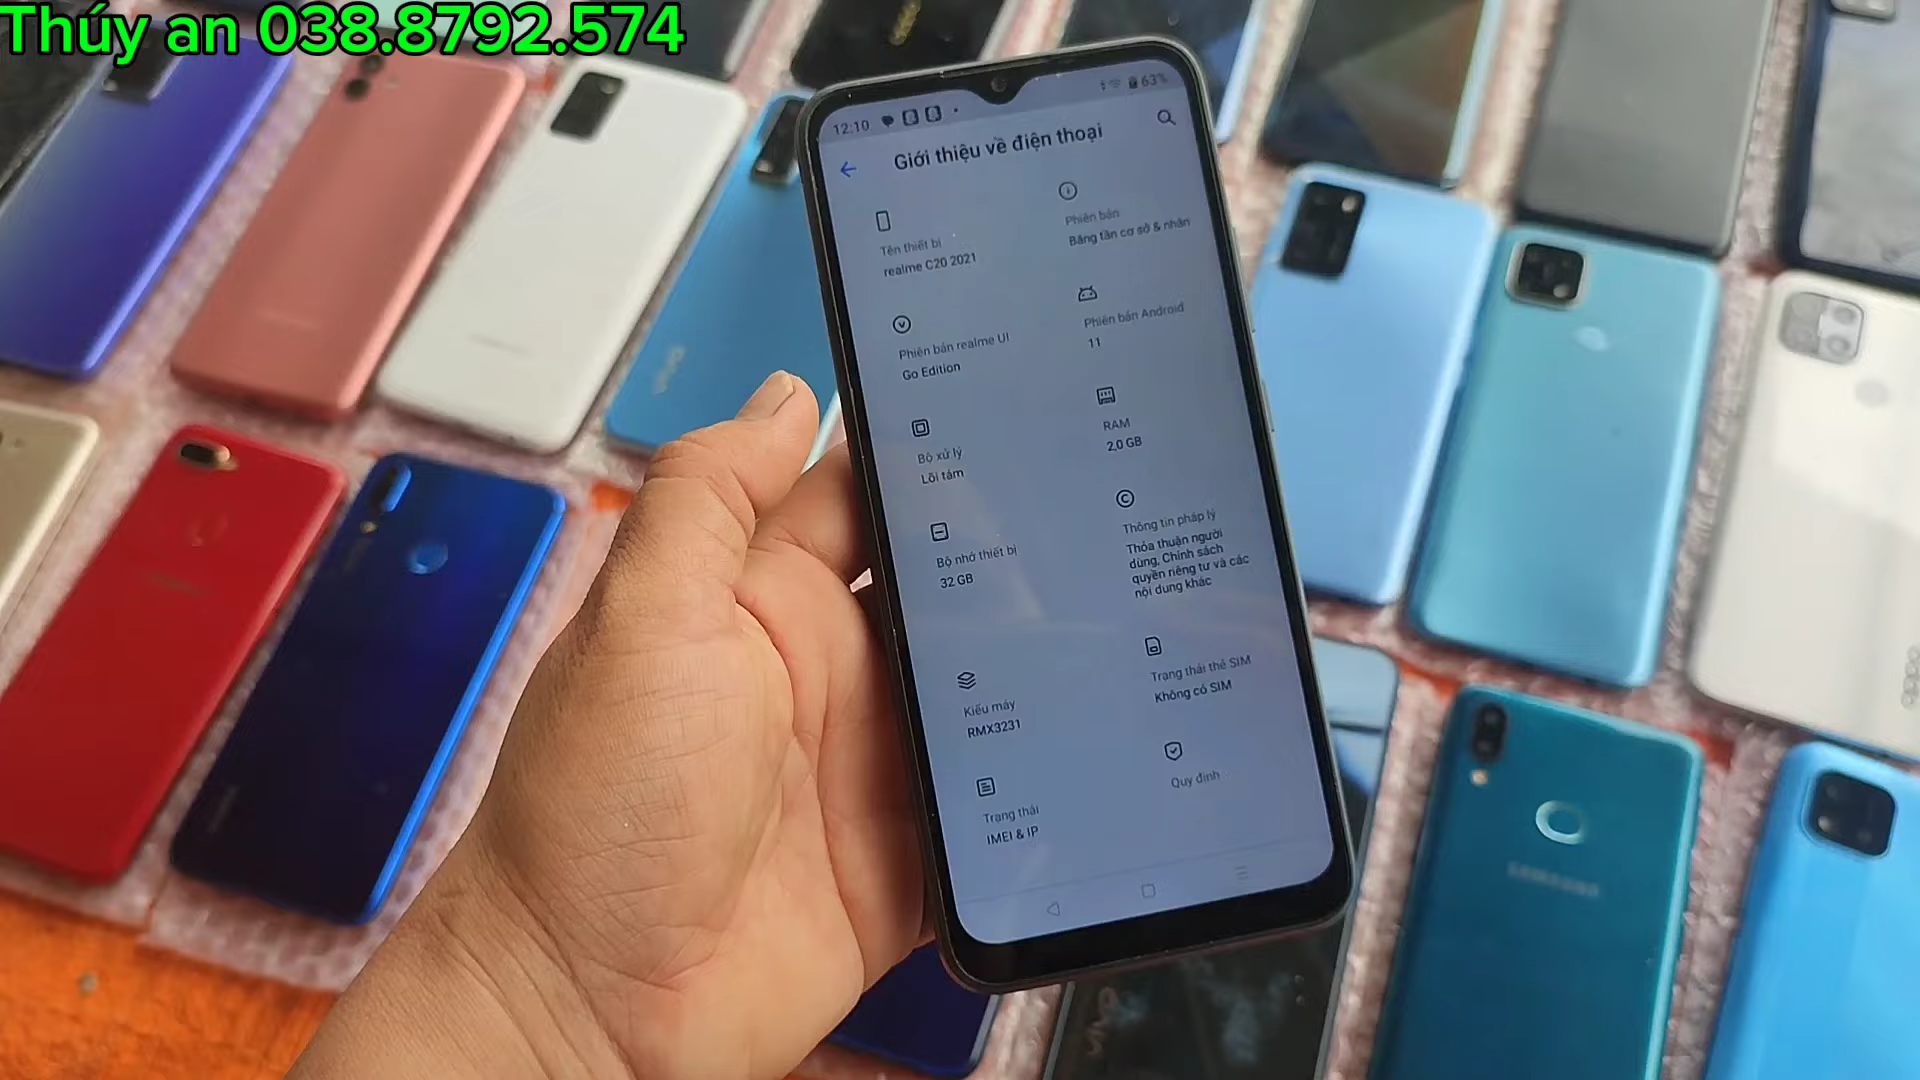 Thúy an 038.8792.574
12:10
63%
Giới thiệu về điện thoại
Tên thiết bị
realme C20 2021
Phiên bản
Băng tần cơ sở & nhân
Phiên bản realme UI
Go Edition
Phiên bản Android
11
Bộ xử lý
Lõi tám
RAM
2,0 GB
Bộ nhớ thiết bị
32 GB
Thông tin pháp lý
Thỏa thuận người
dùng, Chính sách
quyền riêng tư và các
nội dung khác
Kiểu máy
RMX3231
Trạng thái thẻ SIM
Không có SIM
Trạng thái
IMEI & IP
Quy định
SAMSUNG
oppo